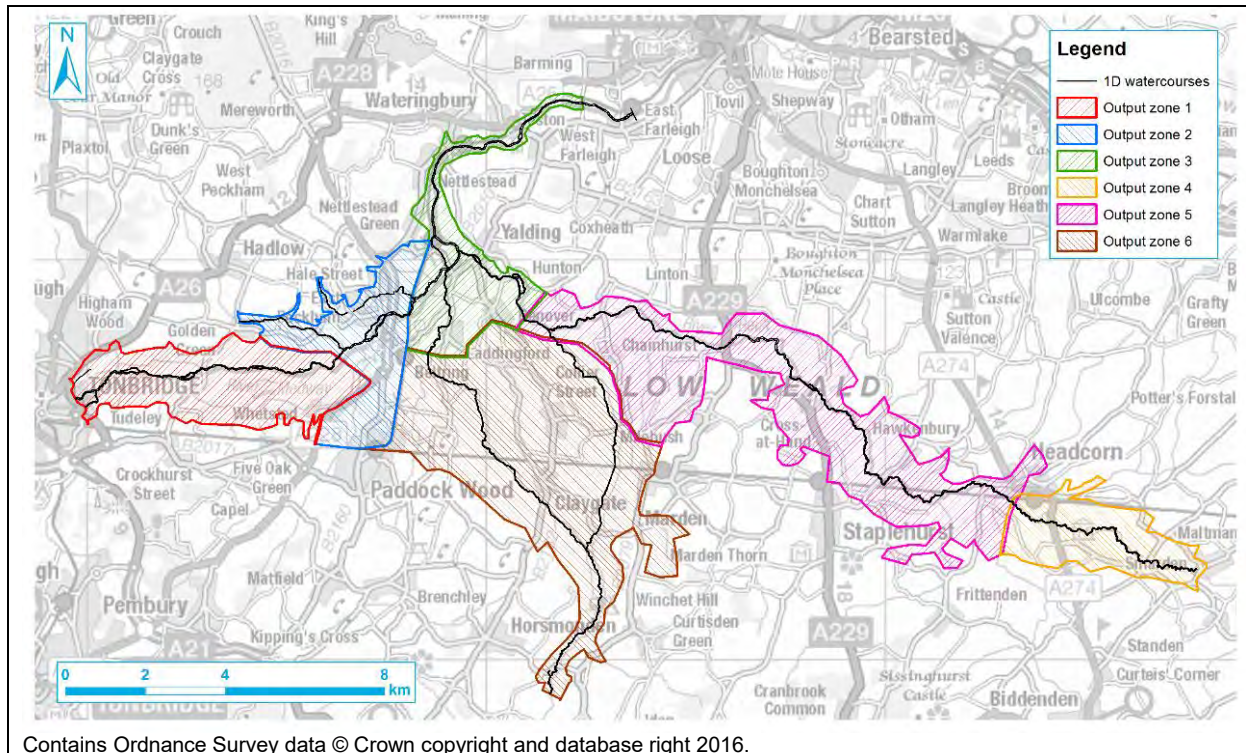 N
Legend
1D watercourses
Output zone 1
Output zone 2
Output zone 3
Output zone 4
Output zone 5
Output zone 6
King's Hill
Crouch
Claygate Cross
A228
Barming
Bearsted
Mote House
Plaxtol
Dunk's Green
Mereworth
Wateringbury
East Farleigh
Tovil
Shepway
Otham
West Farleigh
Loose
Langley
Leeds
West Peckham
Nettlestead
Boughton Monchelsea
Langley Heath
Nettlestead Green
Yalding
Coxheath
Chart Sutton
Hadlow
Warmlake
Hale Street
Hunton
Linton
Boughton Monchelsea Place
A26
A229
Castle
Ulcombe
Higham Wood
Golden Green
Sutton Valence
Chainhurst
TONBRIDGE
LOW WEALD
A274
Potter's Forstal
Tudeley
Whetsted
Hawkenbury
Cross-at-Hand
Headcorn
Crockhurst Street
Five Oak Green
Paddock Wood
Claygate
Capel
Marden
Staplehurst
Marden Thorn
Frittenden
A274
Matfield
Brenchley
Winchet Hill
Pembury
Horsmonden
Curtisden Green
Standen
Kipping's Cross
A21
A229
Sissinghurst Castle
Curteis' Corner
Biddenden
Cranbrook Common
0 2 4 8
km
Contains Ordnance Survey data © Crown copyright and database right 2016.